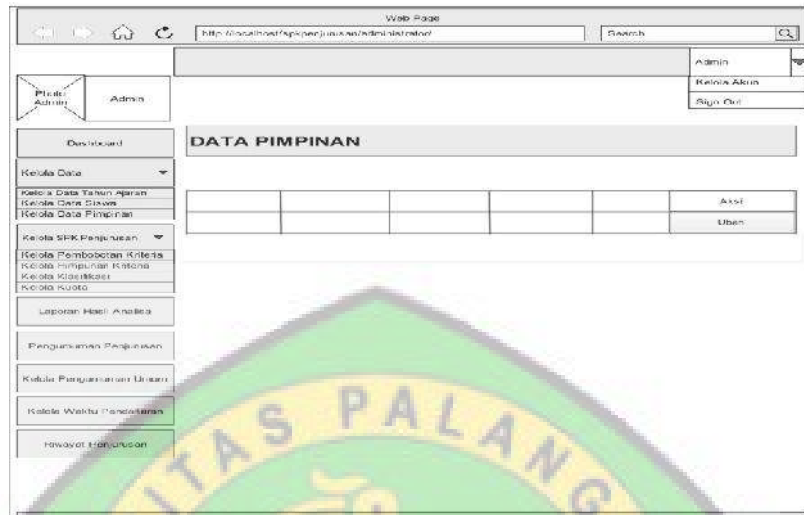 Web Page
http://localhost/spkpenjurusan/administrator/
Search
Admin
Kelola Akun
Sign Out
Photo
Admin
Admin
Dashboard
DATA PIMPINAN
Kelola Data
Kelola Data Tahun Ajaran
Kelola Data Siswa
Kelola Data Pimpinan
Aksi
Ubah
Kelola SPK Penjurusan
Kelola Pembobotan Kriteria
Kelola Himpunan Kriteria
Kelola Klasifikasi
Kelola Kuota
Laporan Hasil Analisa
Pengumuman Penjurusan
Kelola Pengumuman Umum
Kelola Waktu Pendaftaran
Riwayat Penjurusan
ITAS PALANG